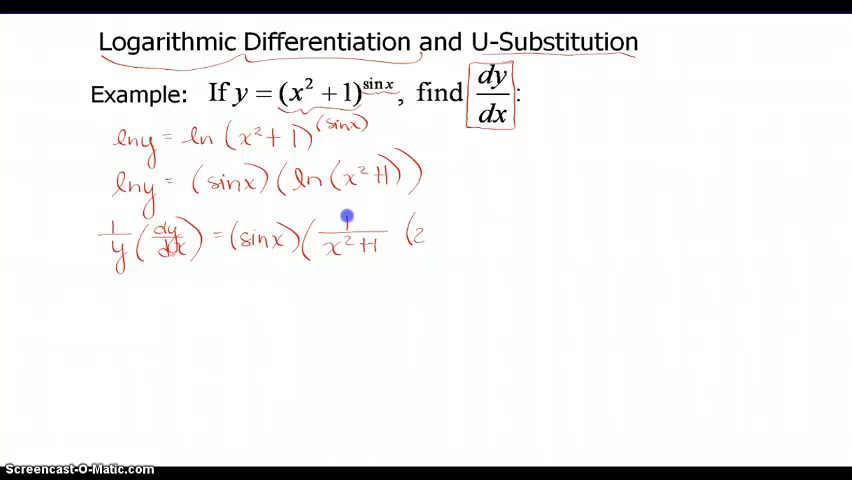 Logarithmic Differentiation and U-Substitution
Example: If y = (x² + 1)^(sin x), find dy/dx:
ln y = ln (x² + 1)^(sin x)
ln y = (sin x) (ln (x² + 1))
1/y (dy/dx) = (sin x) (1/(x² + 1) (2
Screencast-O-Matic.com